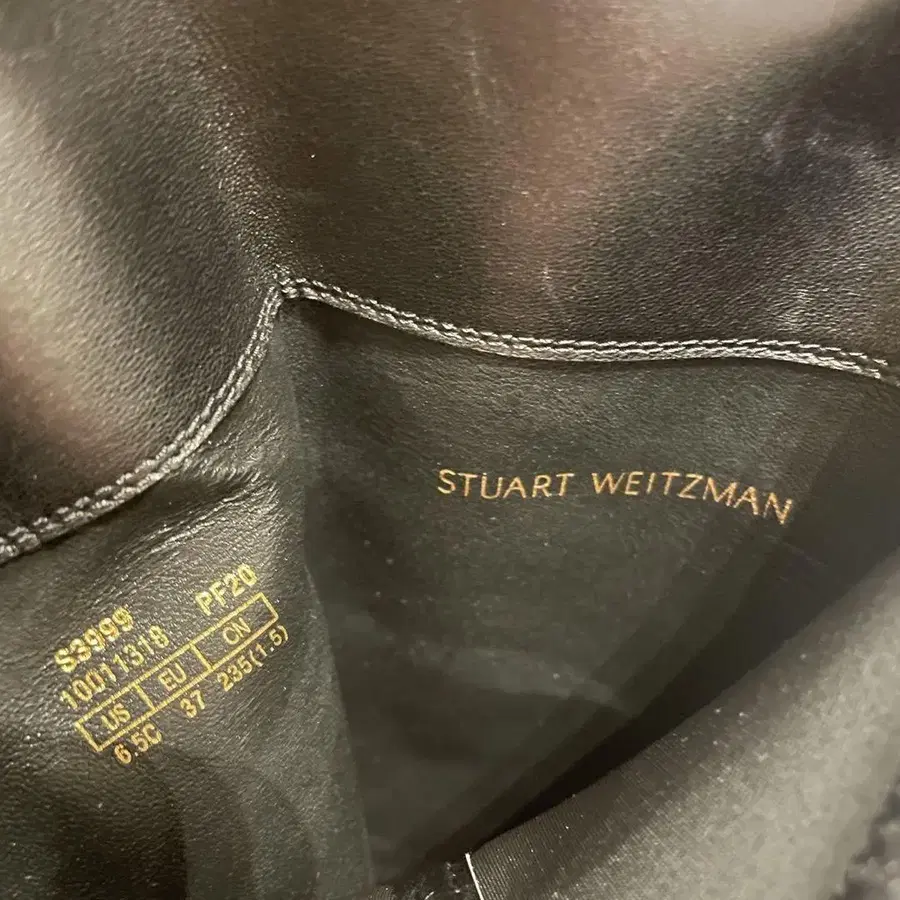 STUART WEITZMAN
S3999 PF20
10011318
US EU CN
6.5C 37 235(1.5)